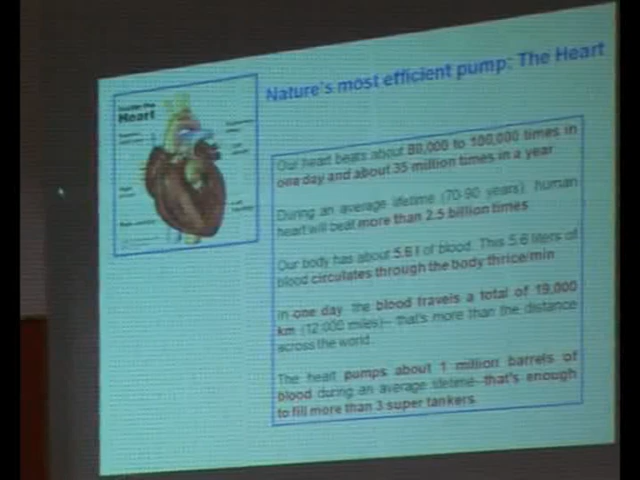 Nature's most efficient pump: The Heart
Inside the
Heart
Our heart beats about 80,000 to 100,000 times in
one day and about 35 million times in a year
During an average lifetime (70-90 years), human
heart will beat more than 2.5 billion times
Our body has about 5.6 l of blood. This 5.6 liters of
blood circulates through the body thrice/min
In one day, the blood travels a total of 19,000
km (12,000 miles)-- that's more than the distance
across the world.
The heart pumps about 1 million barrels of
blood during an average lifetime--that's enough
to fill more than 3 super tankers